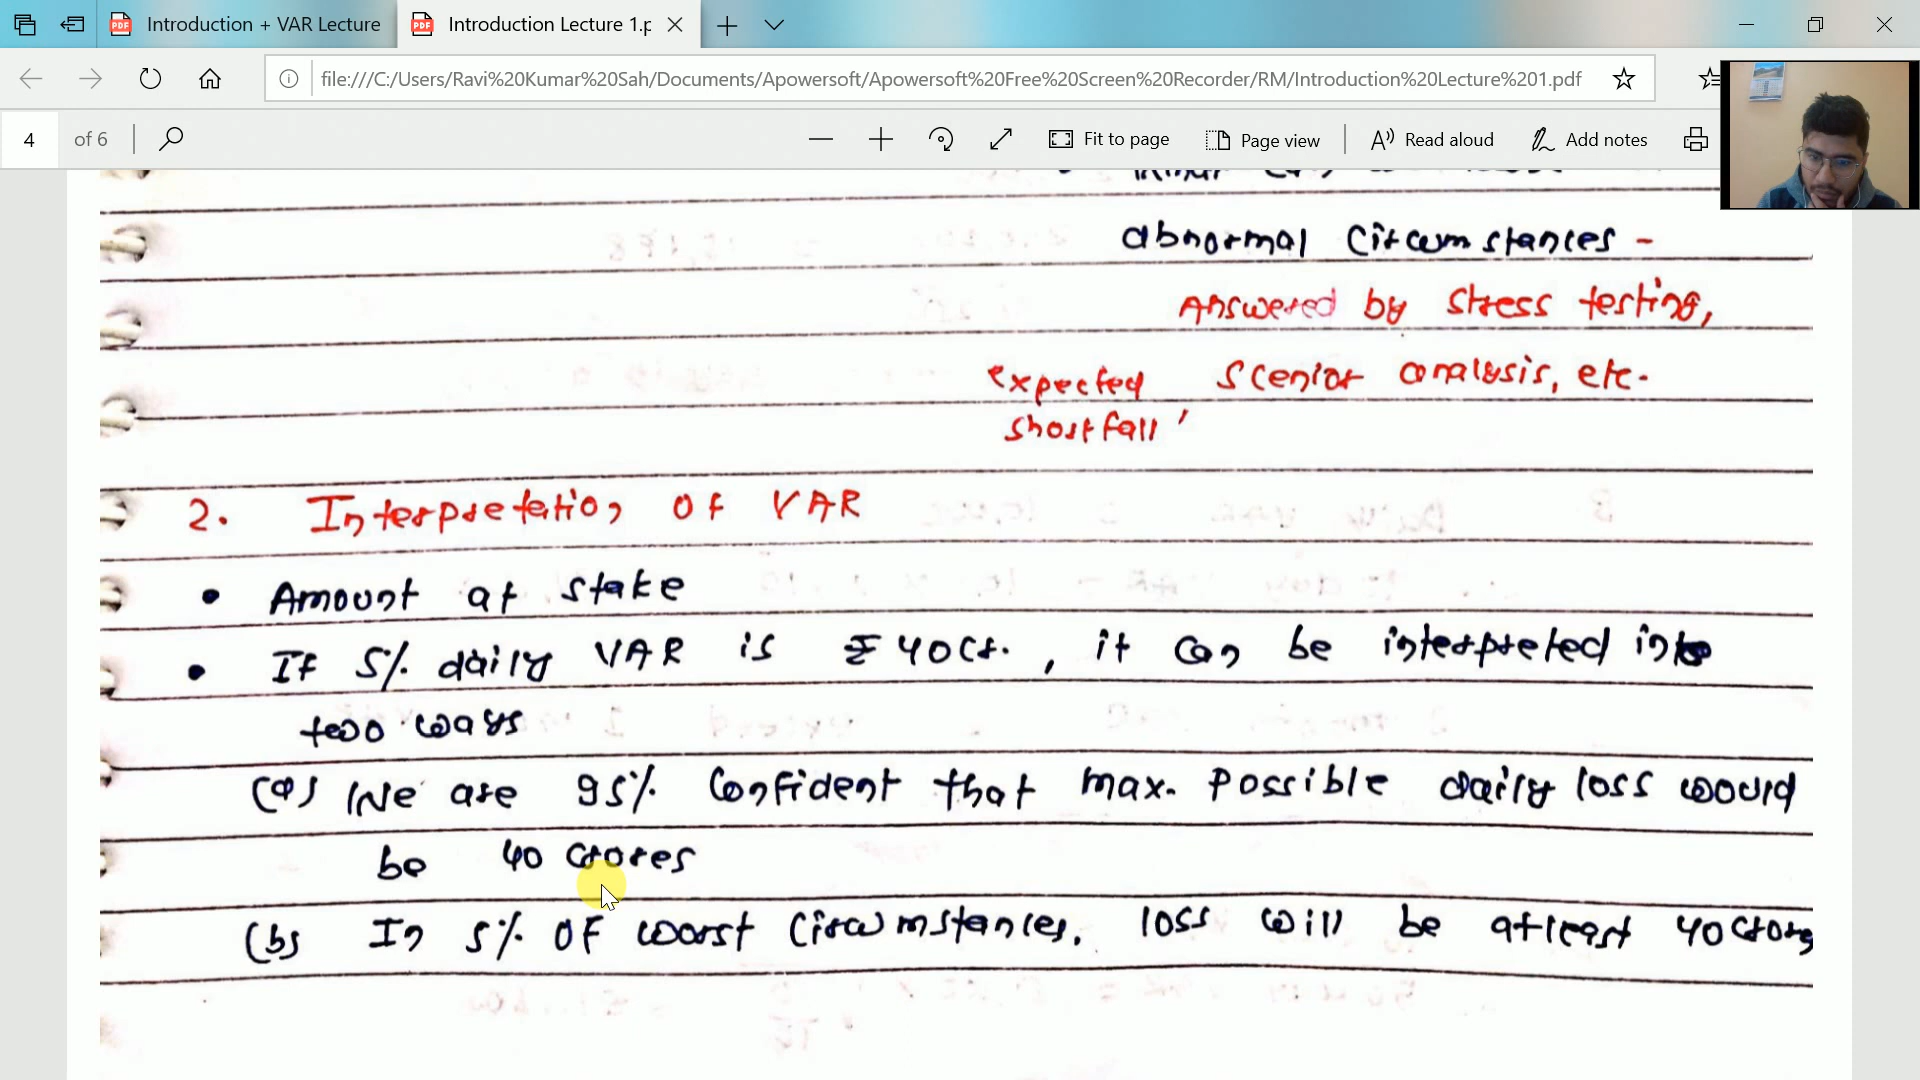 Introduction + VAR Lecture
Introduction Lecture 1.p
file:///C:/Users/Ravi%20Kumar%20Sah/Documents/Apowersoft/Apowersoft%20Free%20Screen%20Recorder/RM/Introduction%20Lecture%201.pdf
4 of 6
Fit to page
Page view
Read aloud
Add notes
abnormal Circumstances -
Answered by Stress testing,
expected Scenior analysis, etc.
shortfall,
2. Interpretation OF VAR
• Amount at stake
• If 5% daily VAR is ₹ 40Cr., it can be interpreted into
two ways
(a) We are 95% Confident that max. possible daily loss would
be 40 Crores
(b) In 5% OF worst Circumstances, loss will be atleast 40 Crores